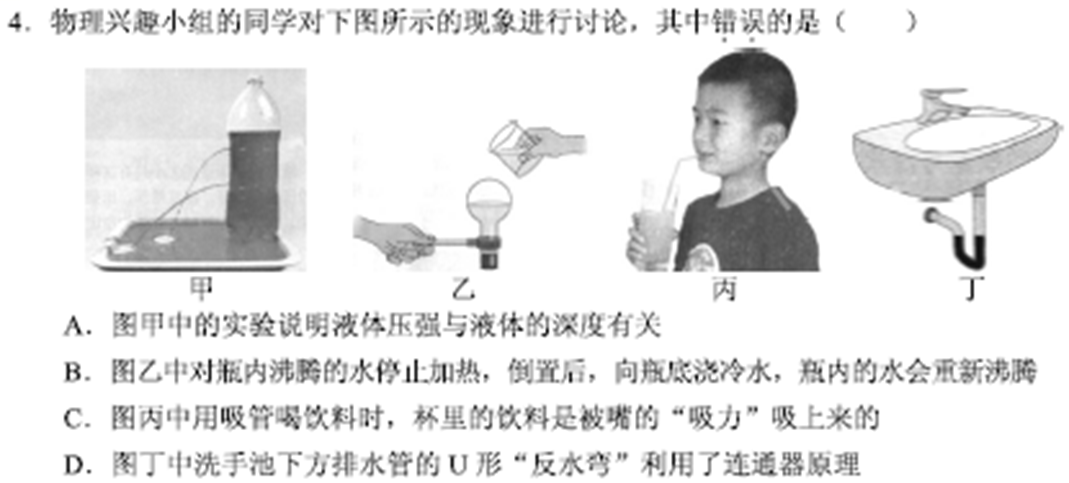 4．物理兴趣小组的同学对下图所示的现象进行讨论，其中错误的是（　　）
甲　乙　丙　丁
A．图甲中的实验说明液体压强与液体的深度有关
B．图乙中对瓶内沸腾的水停止加热，倒置后，向瓶底浇冷水，瓶内的水会重新沸腾
C．图丙中用吸管喝饮料时，杯里的饮料是被嘴的“吸力”吸上来的
D．图丁中洗手池下方排水管的 U 形“反水弯”利用了连通器原理